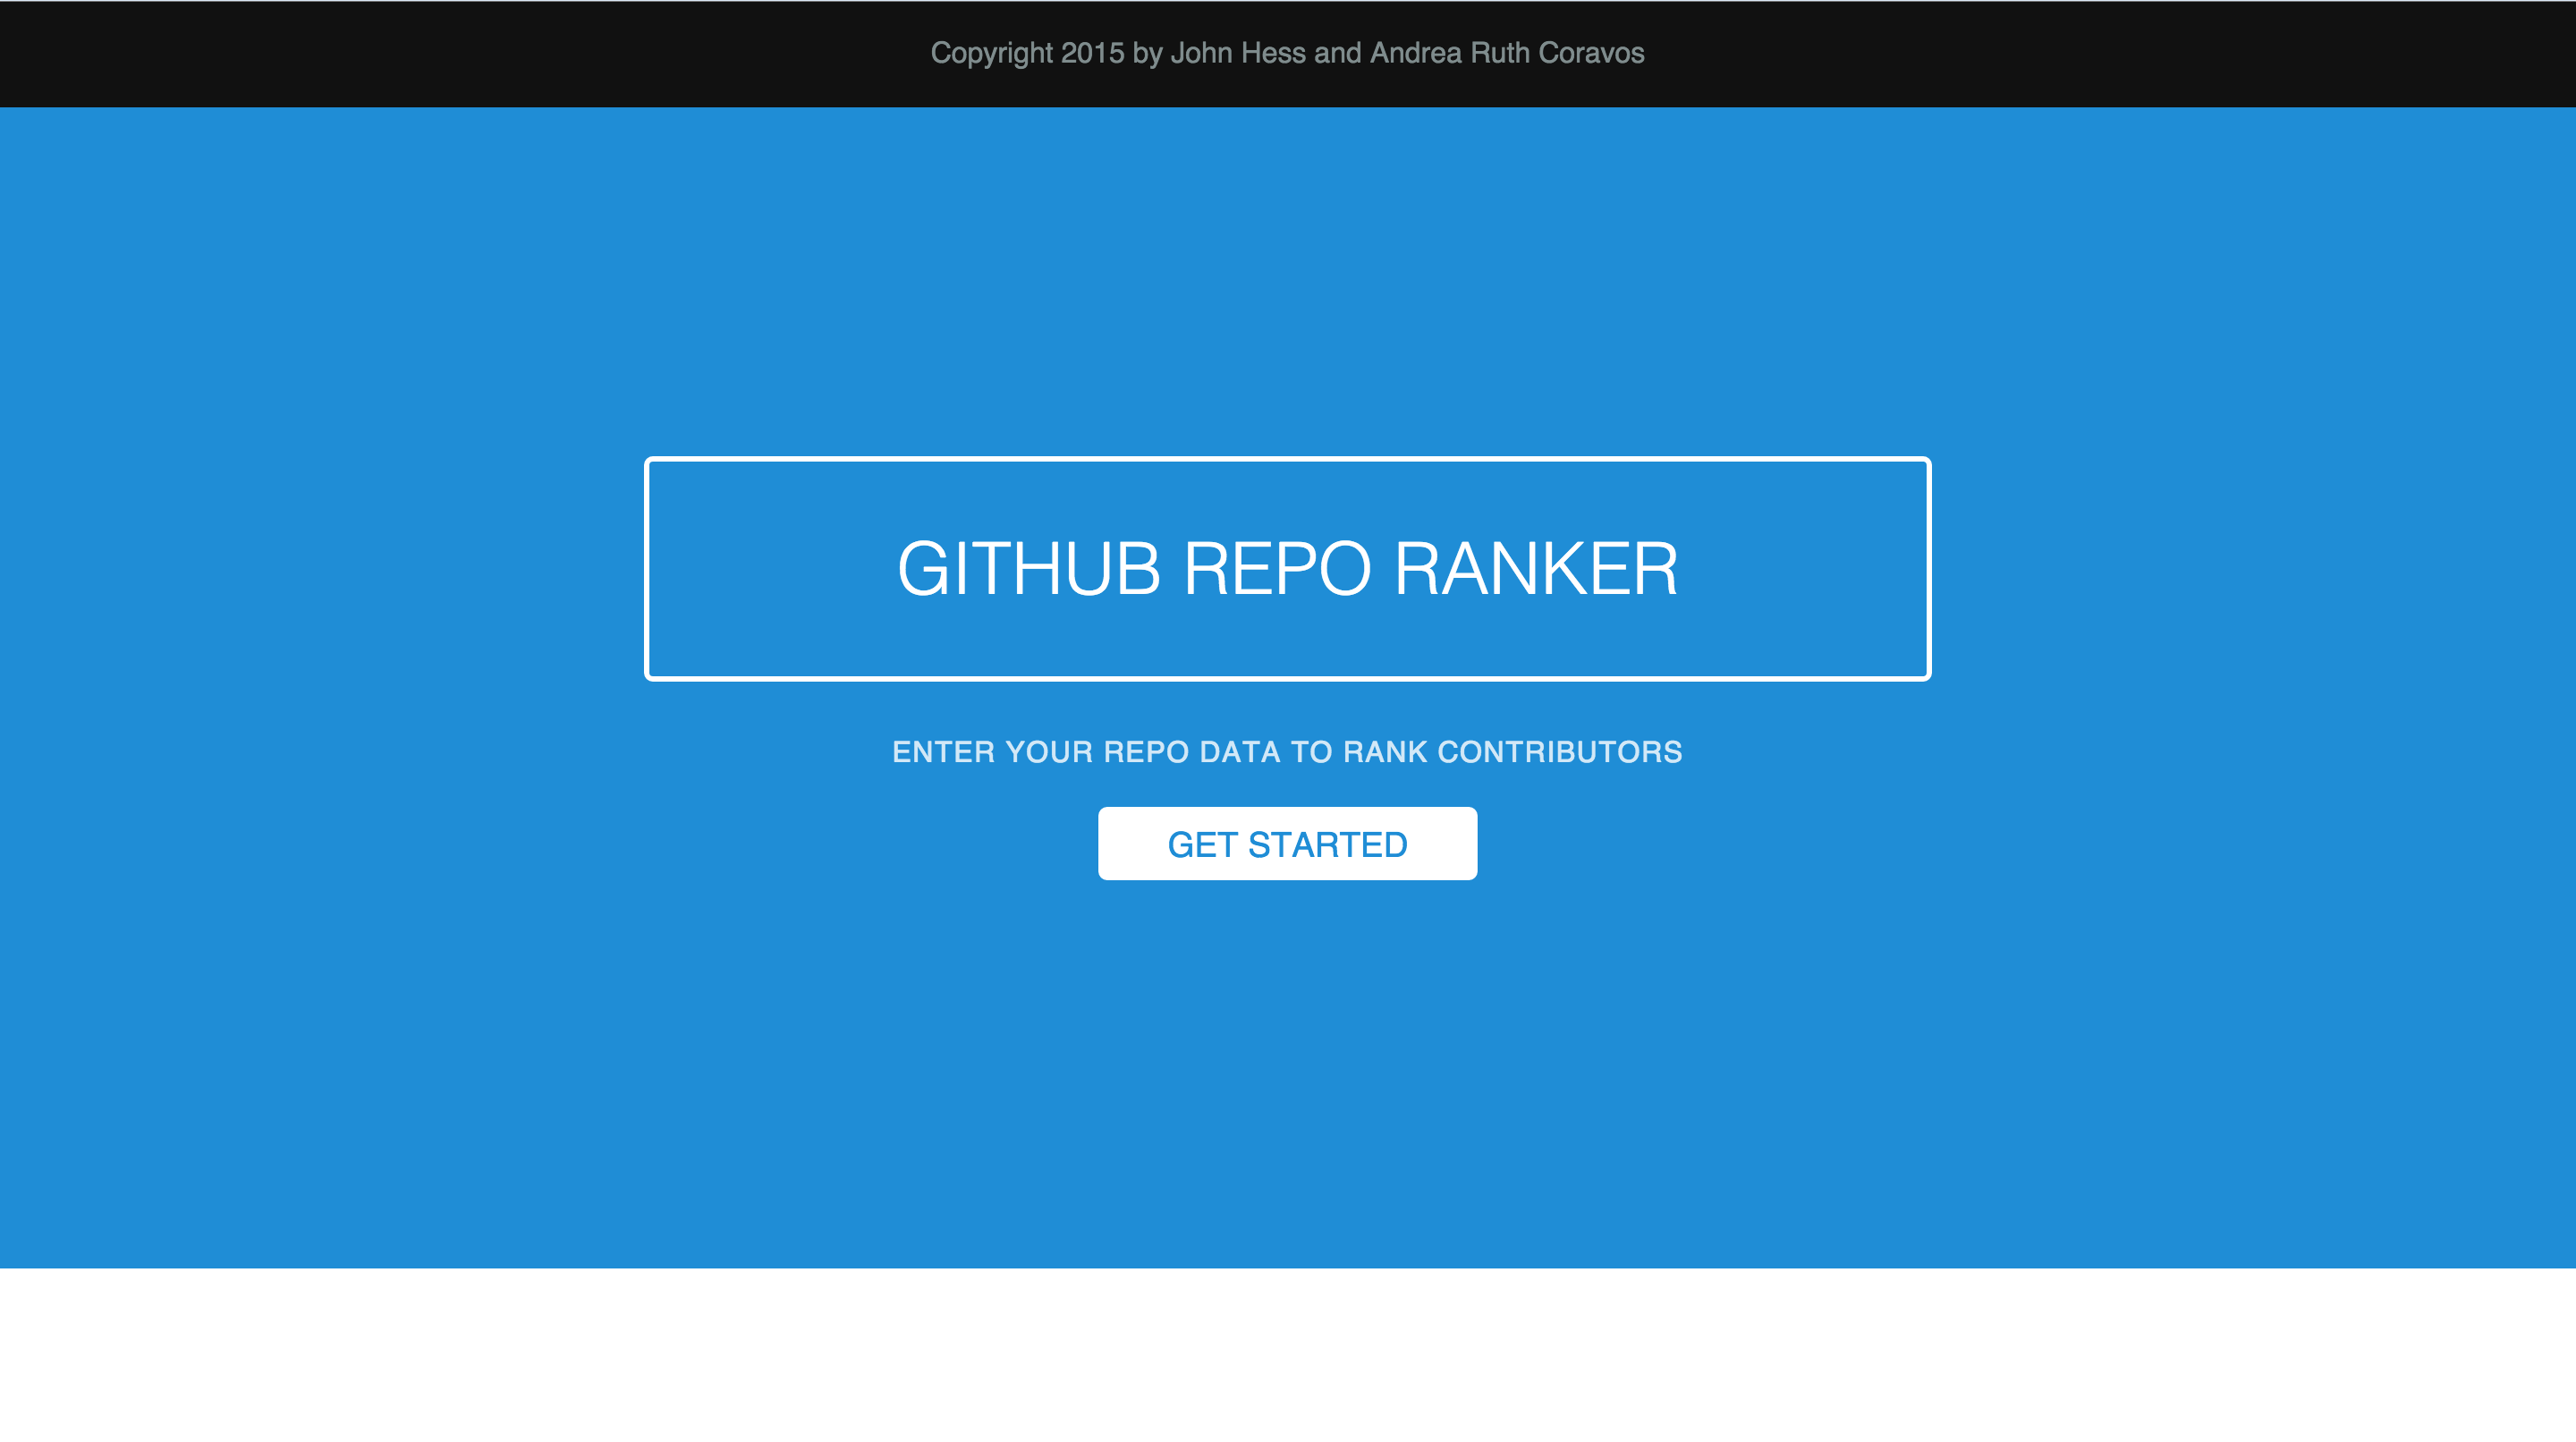 Copyright 2015 by John Hess and Andrea Ruth Coravos
GITHUB REPO RANKER
ENTER YOUR REPO DATA TO RANK CONTRIBUTORS
GET STARTED